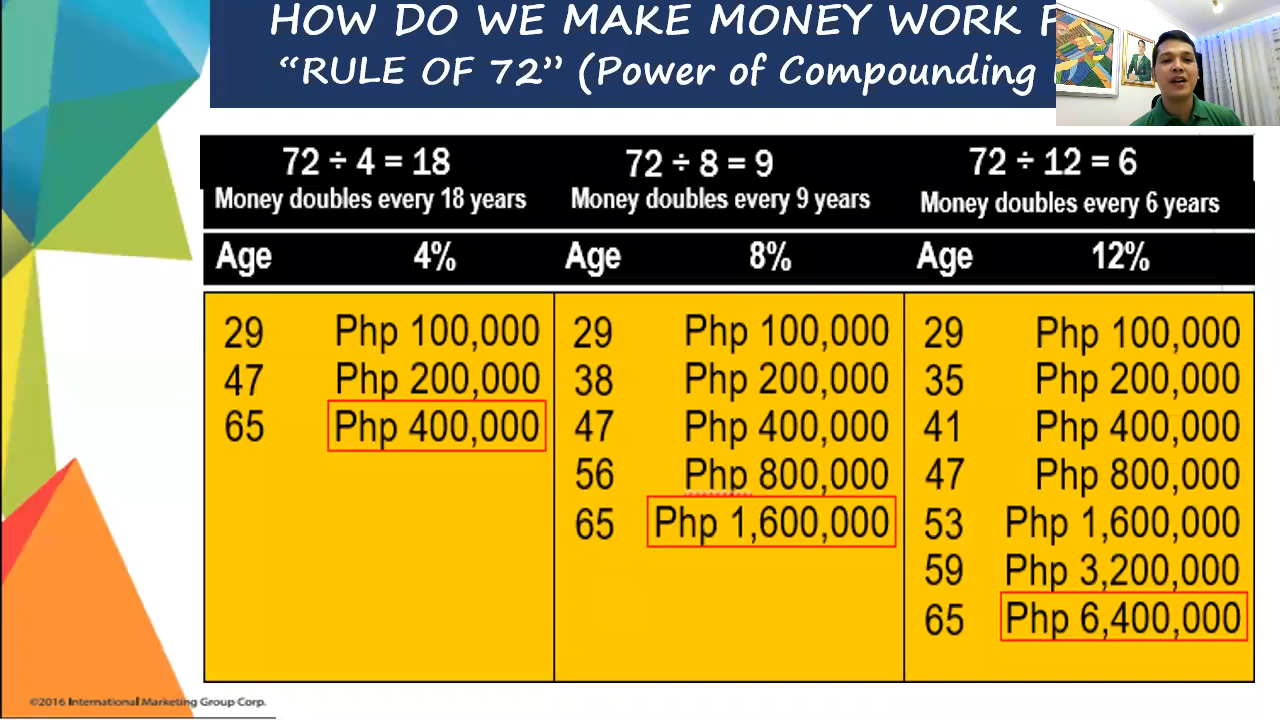 HOW DO WE MAKE MONEY WORK
“RULE OF 72” (Power of Compounding
72 ÷ 4 = 18
Money doubles every 18 years
72 ÷ 8 = 9
Money doubles every 9 years
72 ÷ 12 = 6
Money doubles every 6 years
Age 4%
Age 8%
Age 12%
29 Php 100,000
47 Php 200,000
65 Php 400,000
29 Php 100,000
38 Php 200,000
47 Php 400,000
56 Php 800,000
65 Php 1,600,000
29 Php 100,000
35 Php 200,000
41 Php 400,000
47 Php 800,000
53 Php 1,600,000
59 Php 3,200,000
65 Php 6,400,000
©2016 International Marketing Group Corp.